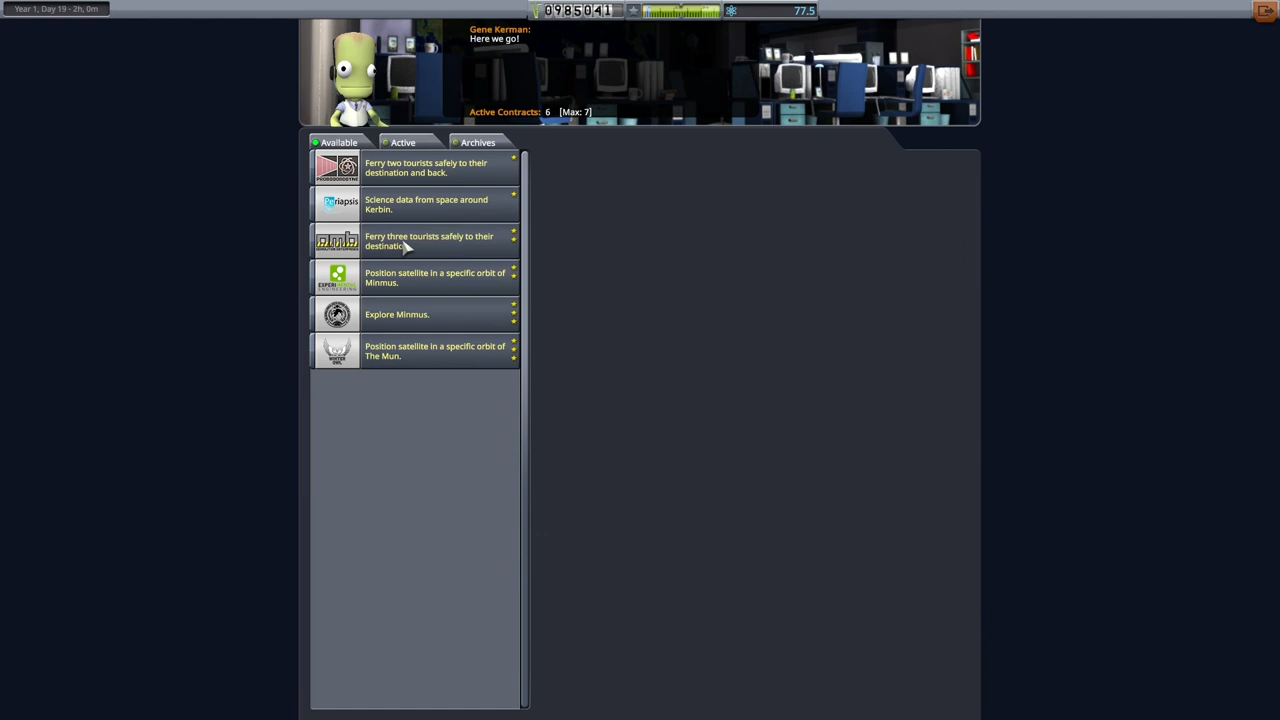 Year 1, Day 19 - 2h, 0m
0985041
77.5
Gene Kerman:
Here we go!
Active Contracts: 6 [Max: 7]
Available
Active
Archives
PROBODOBODYNE
Ferry two tourists safely to their
destination and back.
Periapsis
Science data from space around
Kerbin.
Ferry three tourists safely to their
EXPERIMENTAL
ENGINEERING
Position satellite in a specific orbit of
Minmus.
Explore Minmus.
WINTER
OWL
Position satellite in a specific orbit of
The Mun.